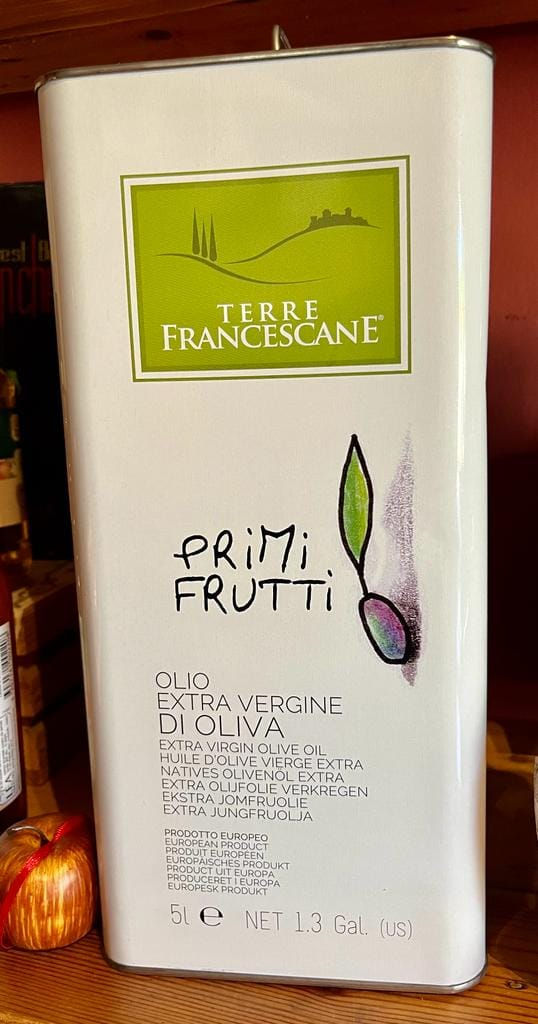 TERRE
FRANCESCANE®
PRiMi
FRUTTi
OLIO
EXTRA VERGINE
DI OLIVA
EXTRA VIRGIN OLIVE OIL
HUILE D'OLIVE VIERGE EXTRA
NATIVES OLIVENÖL EXTRA
EXTRA OLIJFOLIE VERKREGEN
EKSTRA JOMFRUOLIE
EXTRA JUNGFRUOLJA
PRODOTTO EUROPEO
EUROPEAN PRODUCT
PRODUIT EUROPÉEN
EUROPÄISCHES PRODUKT
PRODUCT UIT EUROPA
PRODUCERET I EUROPA
EUROPESK PRODUKT
5l ℮ NET 1.3 Gal. (US)